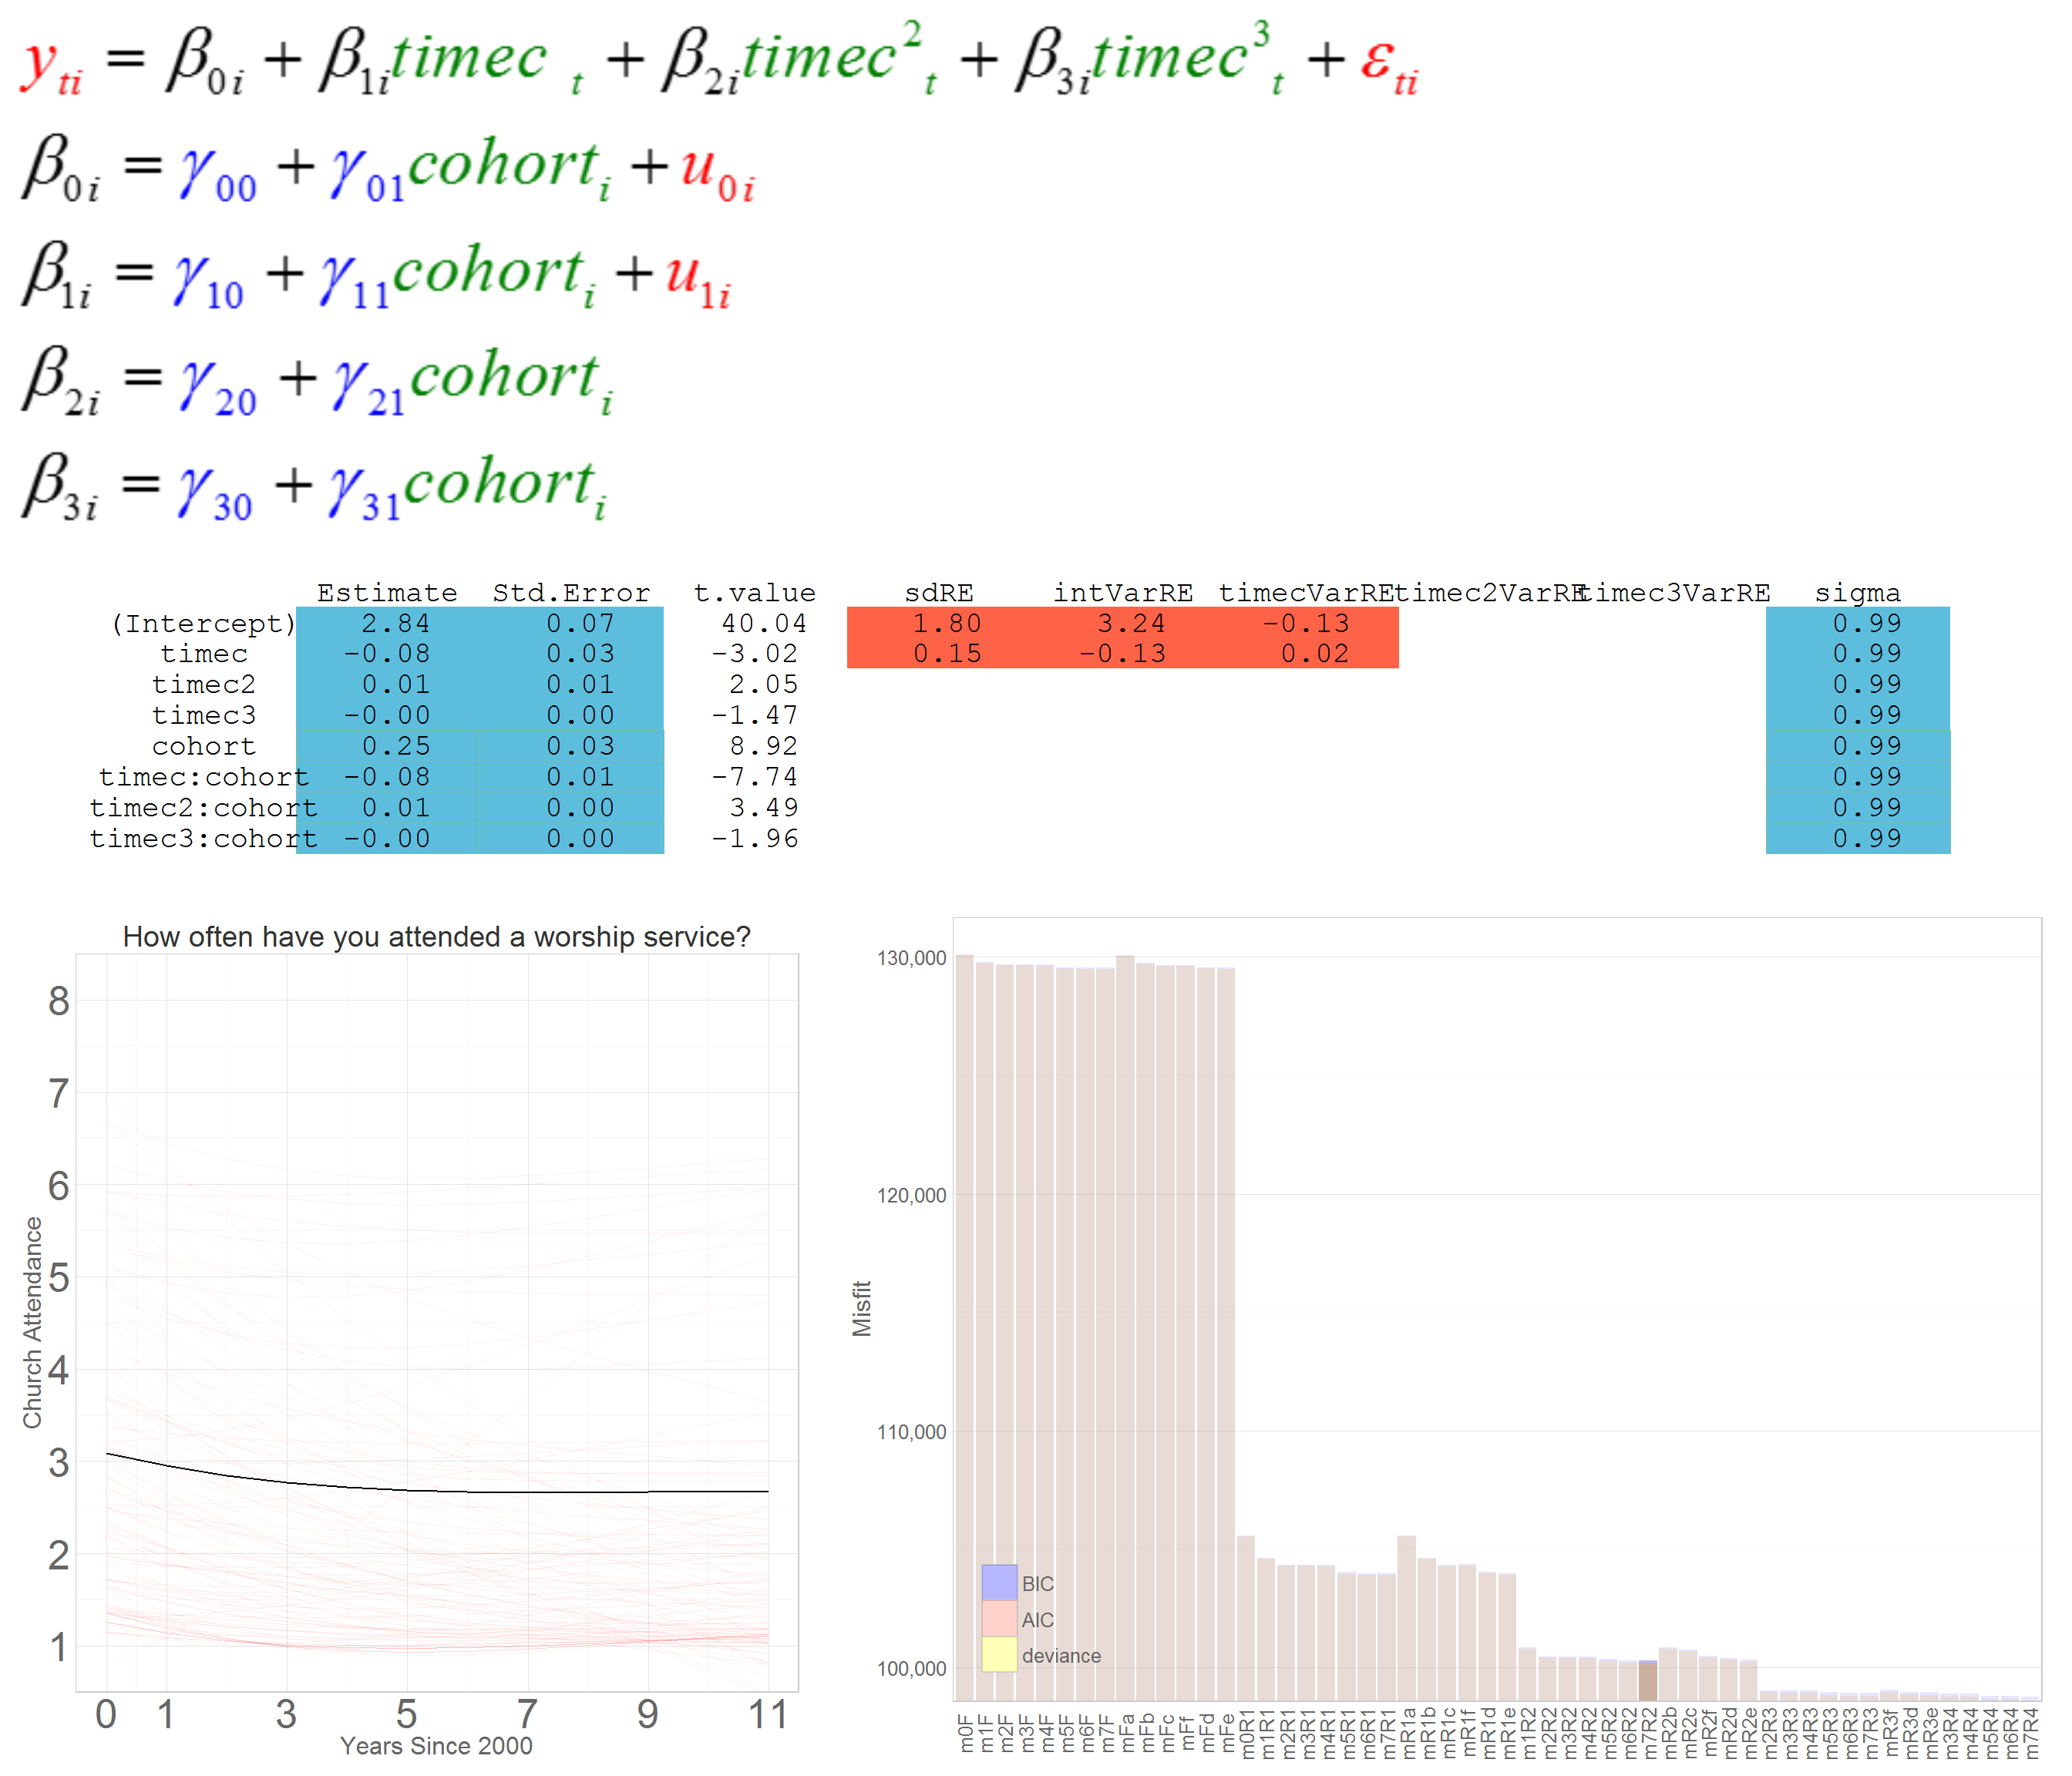 y_ti = β_0i + β_1i timec_t + β_2i timec²_t + β_3i timec³_t + ε_ti
β_0i = γ_00 + γ_01 cohort_i + u_0i
β_1i = γ_10 + γ_11 cohort_i + u_1i
β_2i = γ_20 + γ_21 cohort_i
β_3i = γ_30 + γ_31 cohort_i
Estimate Std.Error t.value sdRE intVarRE timecVarRE timec2VarRE timec3VarRE sigma
(Intercept) 2.84 0.07 40.04 1.80 3.24 -0.13 0.99
timec -0.08 0.03 -3.02 0.15 -0.13 0.02 0.99
timec2 0.01 0.01 2.05 0.99
timec3 -0.00 0.00 -1.47 0.99
cohort 0.25 0.03 8.92 0.99
timec:cohort -0.08 0.01 -7.74 0.99
timec2:cohort 0.01 0.00 3.49 0.99
timec3:cohort -0.00 0.00 -1.96 0.99
How often have you attended a worship service?
Church Attendance
8
7
6
5
4
3
2
1
0 1 3 5 7 9 11
Years Since 2000
Misfit
130,000
120,000
110,000
100,000
BIC
AIC
deviance
m0F m1F m2F m3F m4F m5F m6F m7F mFa mFb mFc mFf mFd mFe m0R1 m1R1 m2R1 m3R1 m4R1 m5R1 m6R1 m7R1 mR1a mR1b mR1c mR1f mR1d mR1e m1R2 m2R2 m3R2 m4R2 m5R2 m6R2 m7R2 mR2b mR2c mR2f mR2d mR2e m2R3 m3R3 m4R3 m5R3 m6R3 m7R3 mR3f mR3d mR3e m3R4 m4R4 m5R4 m6R4 m7R4